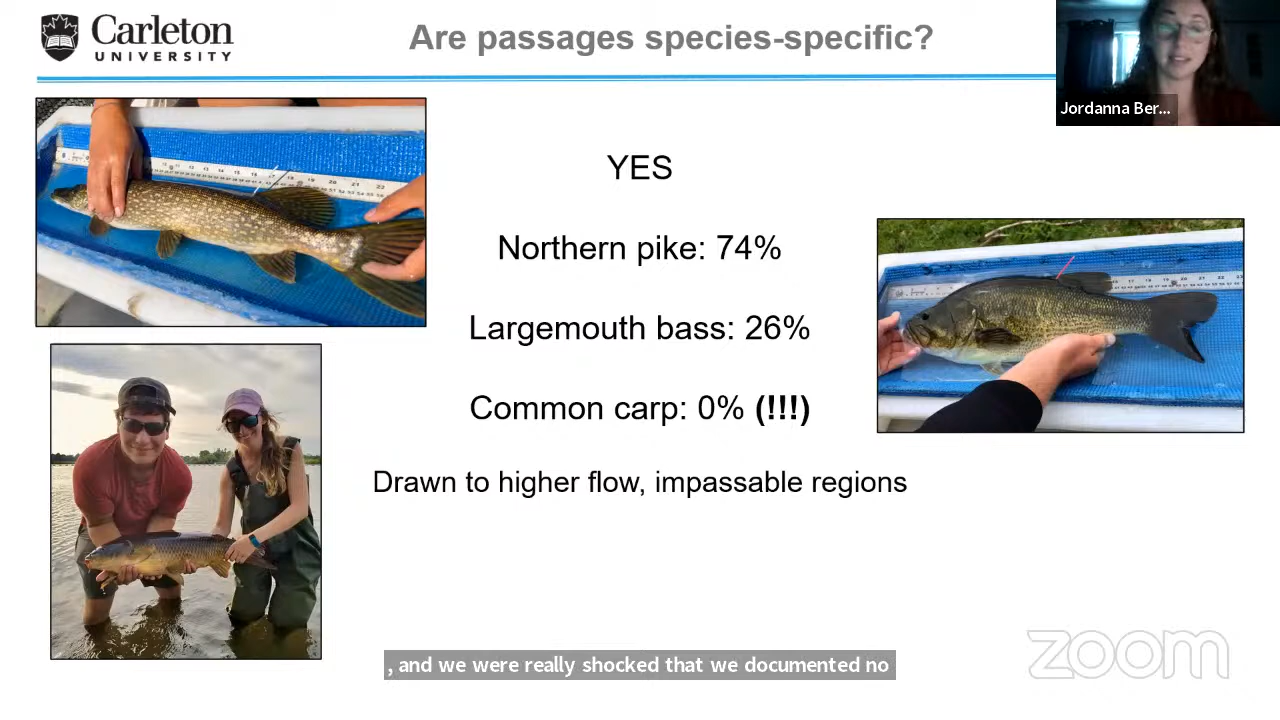 Carleton
UNIVERSITY
Are passages species-specific?
Jordanna Ber...
YES
Northern pike: 74%
Largemouth bass: 26%
Common carp: 0% (!!!)
Drawn to higher flow, impassable regions
, and we were really shocked that we documented no
zoom